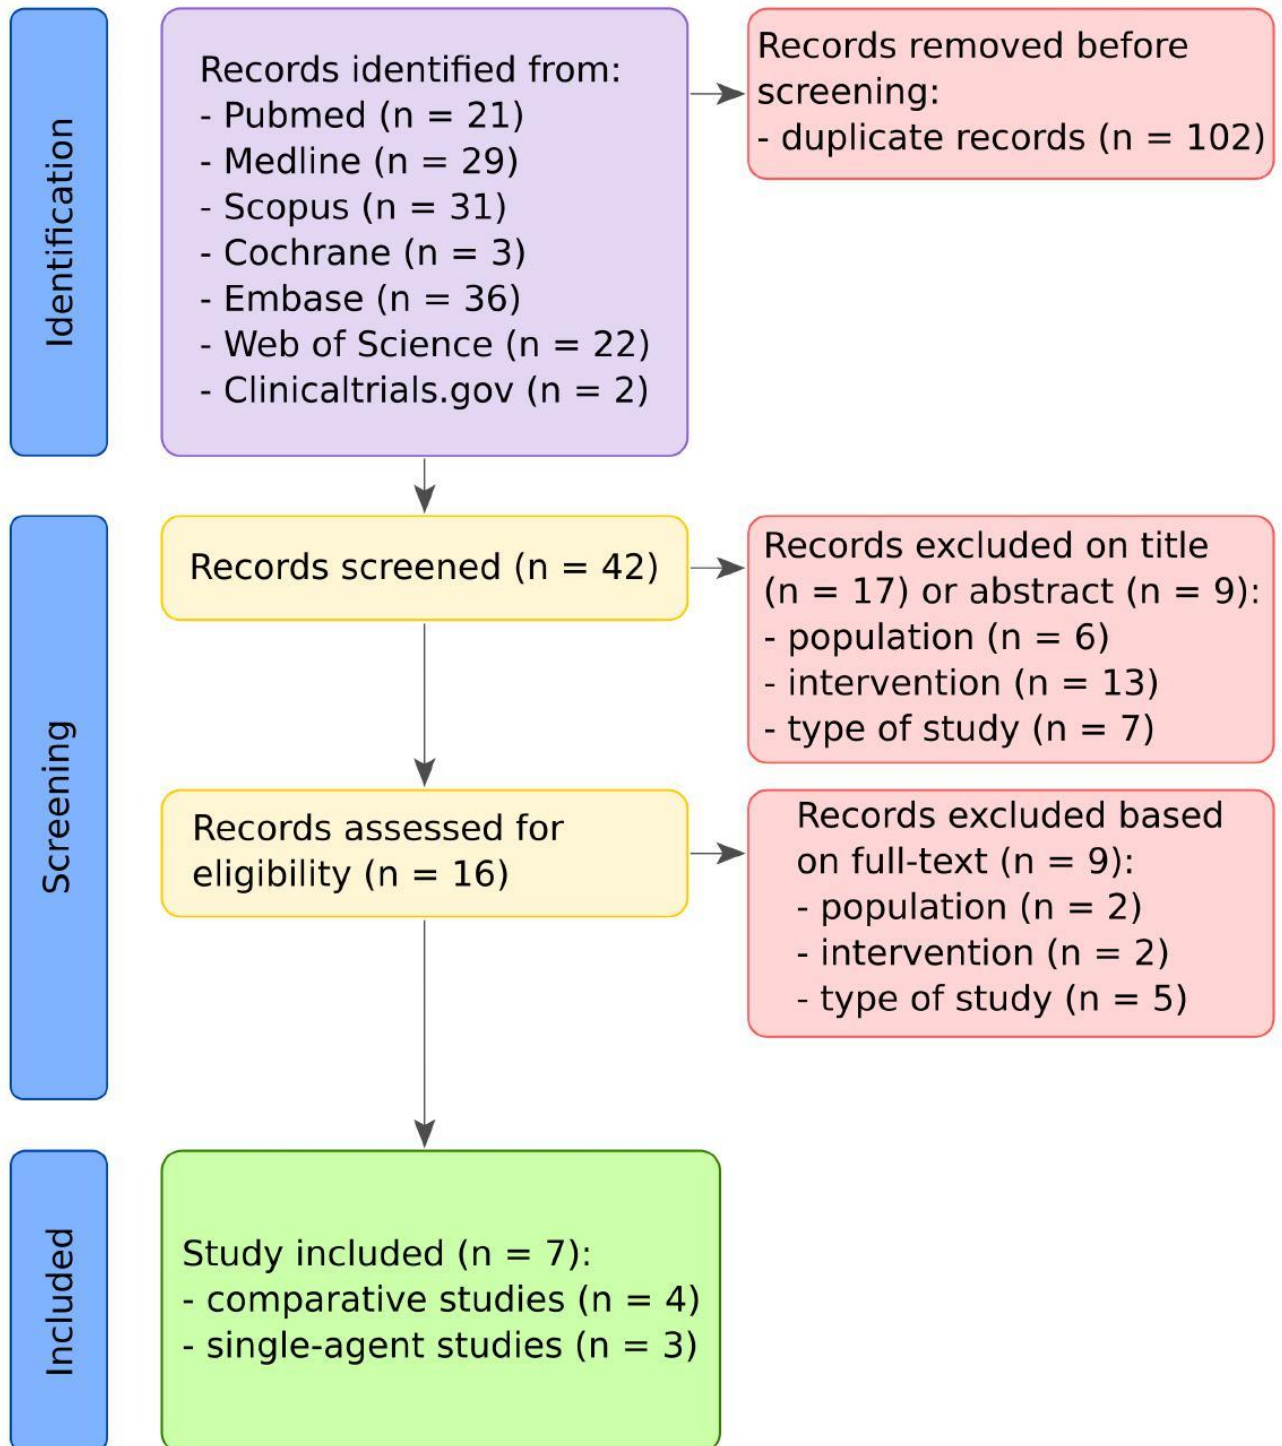 Identification
Records identified from:
- Pubmed (n = 21)
- Medline (n = 29)
- Scopus (n = 31)
- Cochrane (n = 3)
- Embase (n = 36)
- Web of Science (n = 22)
- Clinicaltrials.gov (n = 2)
Records removed before
screening:
- duplicate records (n = 102)
Screening
Records screened (n = 42)
Records excluded on title
(n = 17) or abstract (n = 9):
- population (n = 6)
- intervention (n = 13)
- type of study (n = 7)
Records assessed for
eligibility (n = 16)
Records excluded based
on full-text (n = 9):
- population (n = 2)
- intervention (n = 2)
- type of study (n = 5)
Included
Study included (n = 7):
- comparative studies (n = 4)
- single-agent studies (n = 3)